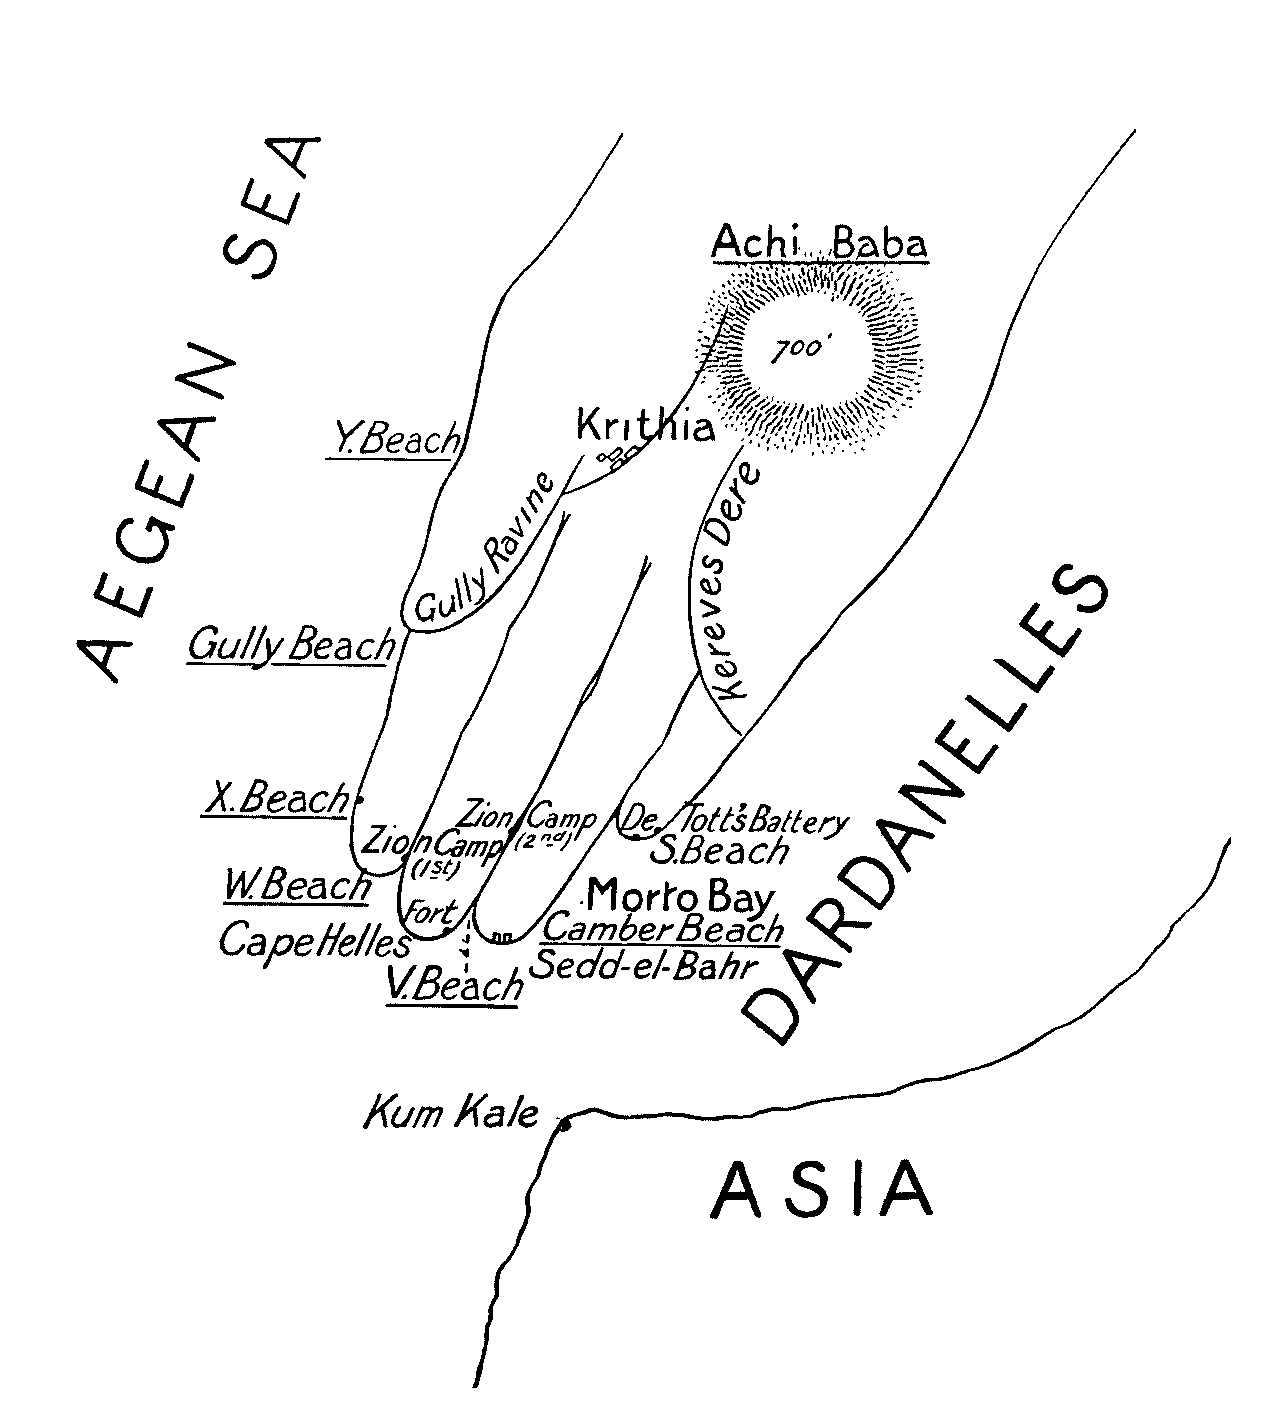 AEGEAN SEA
Achi Baba
700'
Y. Beach
Krithia
Gully Ravine
Kereves Dere
Gully Beach
DARDANELLES
X. Beach
Zion Camp
(2nd)
De Tott's Battery
Zion Camp
(1st)
S. Beach
W. Beach
Morto Bay
Fort
Camber Beach
Cape Helles
Sedd-el-Bahr
V. Beach
Kum Kale
ASIA